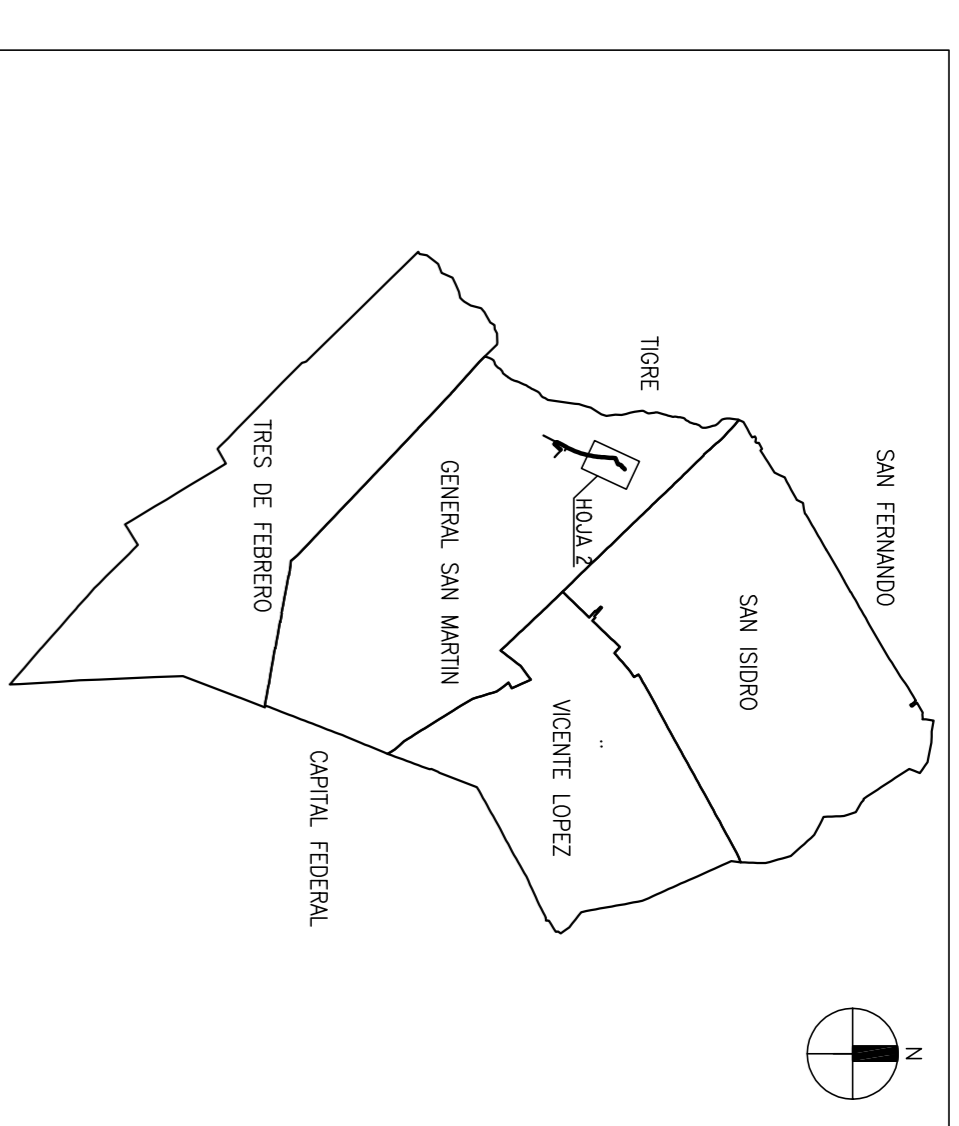 N
SAN FERNANDO
SAN ISIDRO
TIGRE
HOJA 2
VICENTE LOPEZ
GENERAL SAN MARTIN
CAPITAL FEDERAL
TRES DE FEBRERO